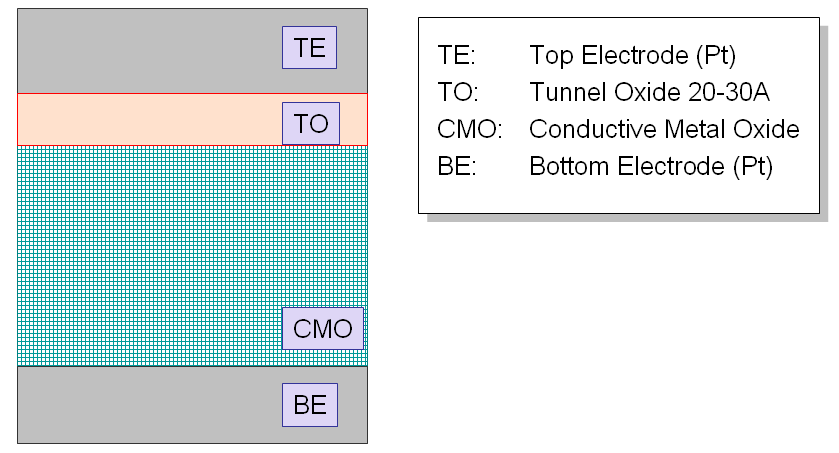 TE
TO
CMO
BE
TE: Top Electrode (Pt)
TO: Tunnel Oxide 20-30A
CMO: Conductive Metal Oxide
BE: Bottom Electrode (Pt)